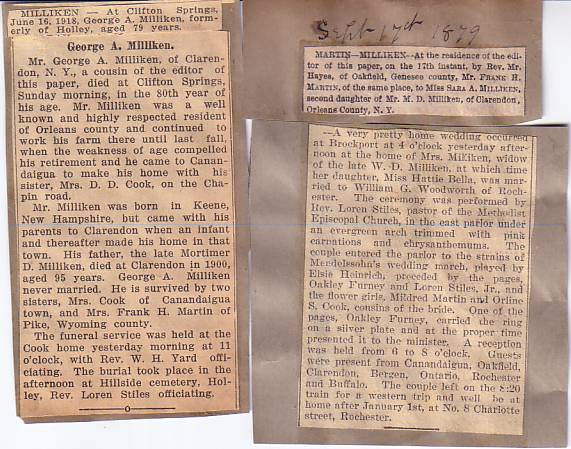 MILLIKEN — At Clifton Springs,
June 16, 1918, George A. Milliken, form-
erly of Holley, aged 79 years.
George A. Milliken.
Mr. George A. Milliken, of Claren-
don, N. Y., a cousin of the editor of
this paper, died at Clifton Springs,
Sunday morning, in the 80th year of
his age. Mr. Milliken was a well
known and highly respected resident
of Orleans county and continued to
work his farm there until last fall,
when the weakness of age compelled
his retirement and he came to Canan-
daigua to make his home with his
sister, Mrs. D. D. Cook, on the Cha-
pin road.
Mr. Milliken was born in Keene,
New Hampshire, but came with his
parents to Clarendon when an infant
and thereafter made his home in that
town. His father, the late Mortimer
D. Milliken, died at Clarendon in 1900,
aged 95 years. George A. Milliken
never married. He is survived by two
sisters, Mrs. Cook of Canandaigua
town, and Mrs. Frank H. Martin of
Pike, Wyoming county.
The funeral service was held at the
Cook home yesterday morning at 11
o'clock, with Rev. W. H. Yard offi-
ciating. The burial took place in the
afternoon at Hillside cemetery, Hol-
ley, Rev. Loren Stiles officiating.
Sept 17th 1879
MARTIN—MILLIKEN--At the residence of the edi-
tor of this paper, on the 17th instant, by Rev. Mr.
Hayes, of Oakfield, Genesee county, Mr. FRANK H.
MARTIN, of the same place, to Miss SARA A. MILLIKEN,
second daughter of Mr. M. D. Milliken, of Clarendon,
Orleans County, N. Y.
--A very pretty home wedding occured
at Brockport at 4 o'clock yesterday after-
noon at the home of Mrs. Milliken, widow
of the late W. D. Milliken, at which time
her daughter, Miss Hattie Bella, was mar-
ried to William G. Woodworth of Roch-
ester. The ceremony was performed by
Rev. Loren Stiles, pastor of the Methodist
Episcopal Church, in the east parlor under
an evergreen arch trimmed with pink
carnations and chrysanthemums. The
couple entered the parlor to the strains of
Merdelssohn's wedding march, played by
Elsie Heinrich, preceded by the pages,
Oakley Furney and Loren Stiles, Jr., and
the flower girls, Mildred Martin and Orline
S. Cook, cousins of the bride. One of the
pages, Oakley Furney, carried the ring
on a silver plate and at the proper time
presented it to the minister. A reception
was held from 6 to 8 o'clock. Guests
were present from Canandaigua, Oakfield,
Clarendon, Bergen, Ontario, Rochester
and Buffalo. The couple left on the 8:20
train for a western trip and well be at
home after January 1st, at No. 8 Charlotte
street, Rochester.